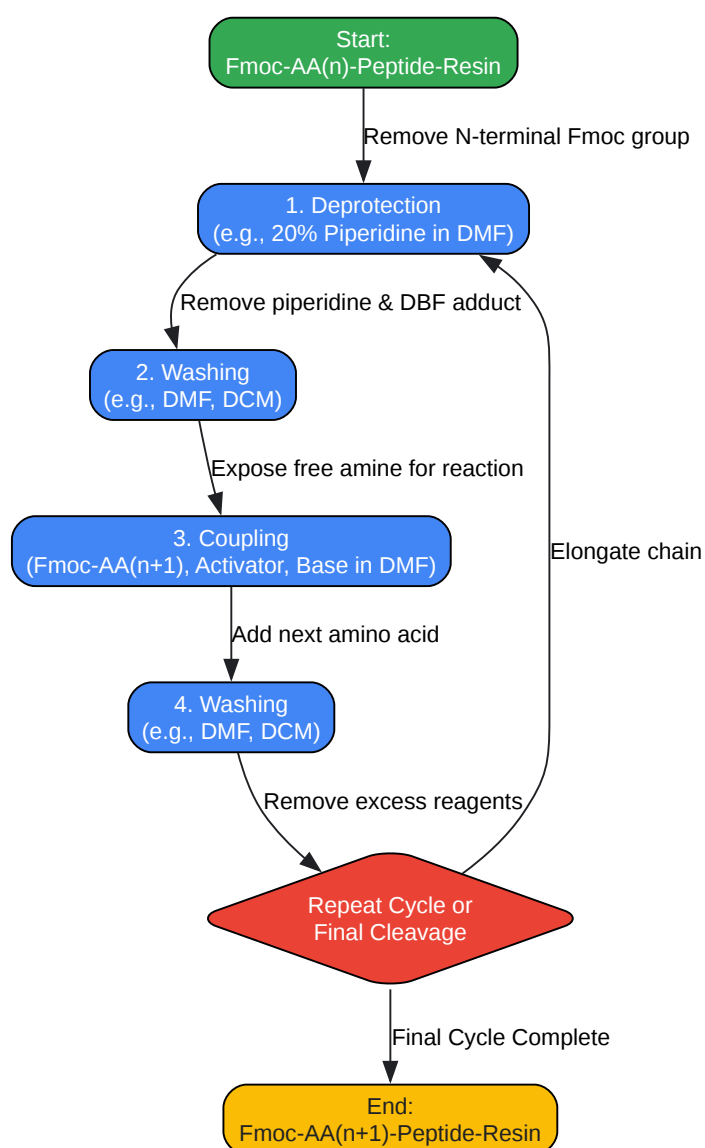 Start:
Fmoc-AA(n)-Peptide-Resin
Remove N-terminal Fmoc group
1. Deprotection
(e.g., 20% Piperidine in DMF)
Remove piperidine & DBF adduct
2. Washing
(e.g., DMF, DCM)
Expose free amine for reaction
3. Coupling
(Fmoc-AA(n+1), Activator, Base in DMF)
Elongate chain
Add next amino acid
4. Washing
(e.g., DMF, DCM)
Remove excess reagents
Repeat Cycle or
Final Cleavage
Final Cycle Complete
End:
Fmoc-AA(n+1)-Peptide-Resin